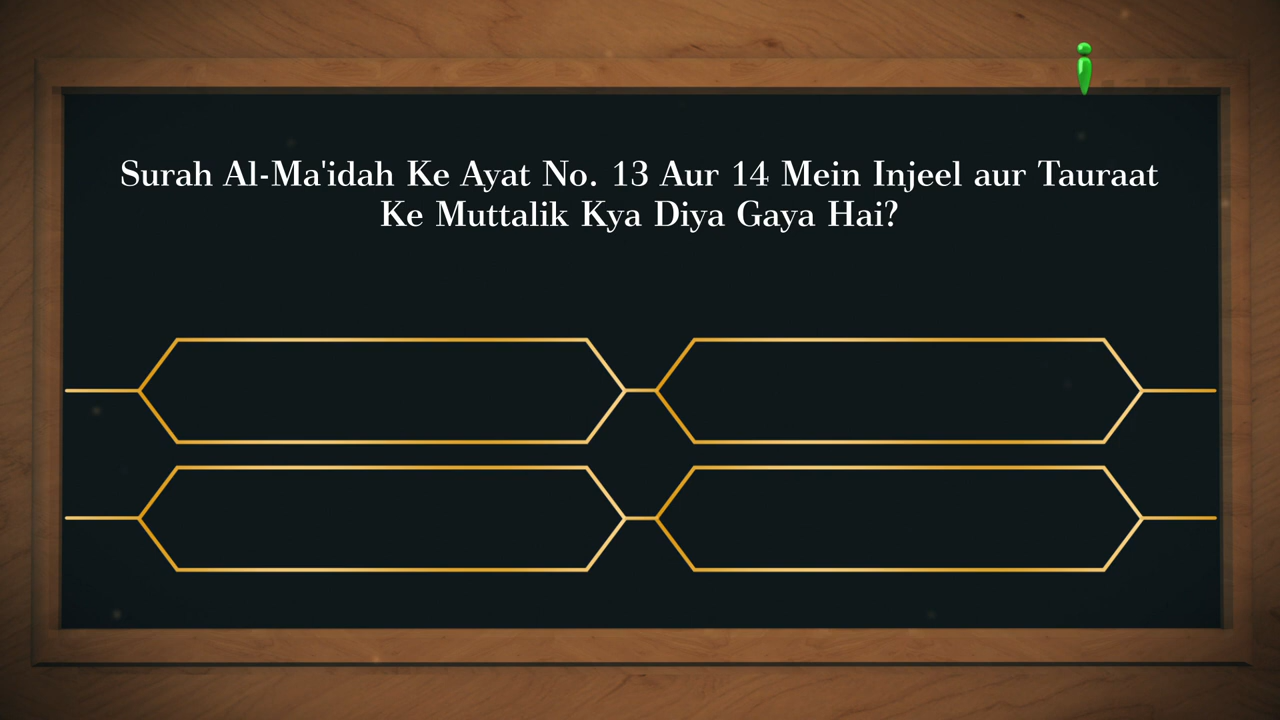 Surah Al-Ma'idah Ke Ayat No. 13 Aur 14 Mein Injeel aur Tauraat
Ke Muttalik Kya Diya Gaya Hai?